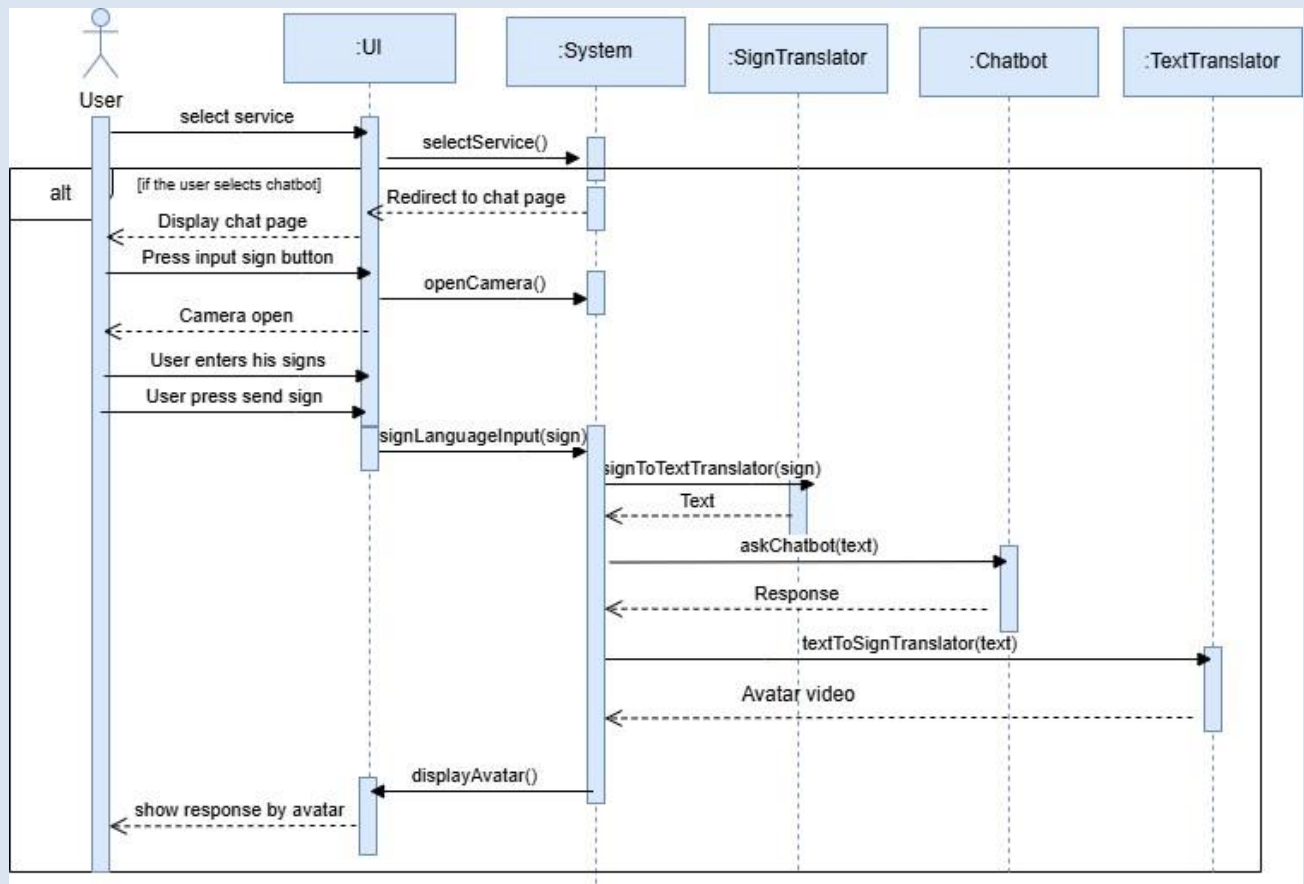 :UI
:System
:SignTranslator
:Chatbot
:TextTranslator
User
select service
selectService()
alt
[if the user selects chatbot]
Redirect to chat page
Display chat page
Press input sign button
openCamera()
Camera open
User enters his signs
User press send sign
signLanguageInput(sign)
signToTextTranslator(sign)
Text
askChatbot(text)
Response
textToSignTranslator(text)
Avatar video
displayAvatar()
show response by avatar